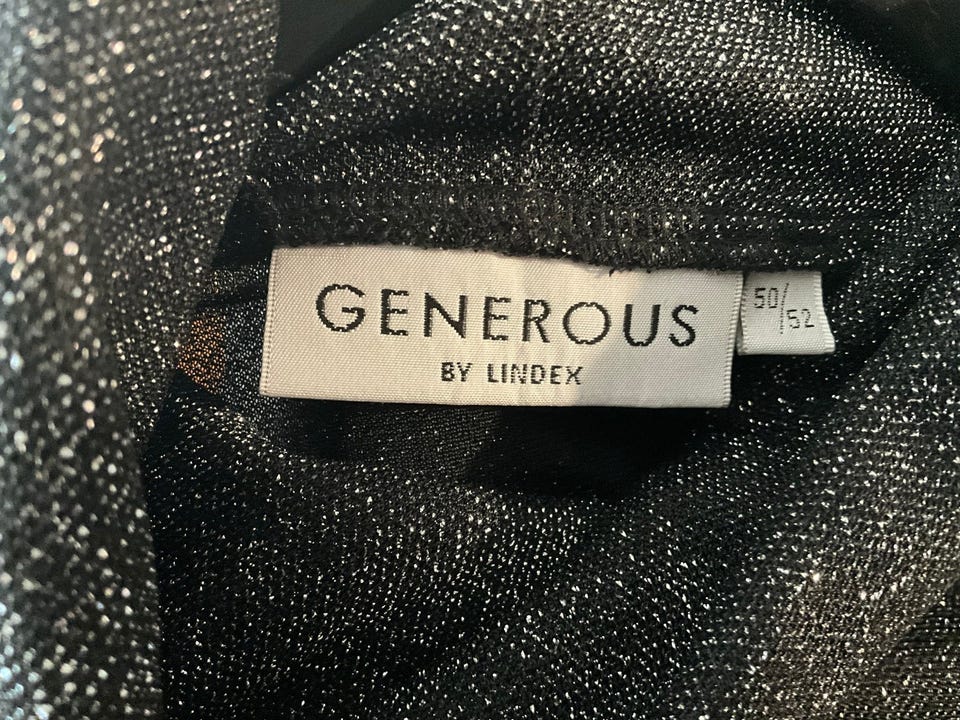 GENEROUS
BY LINDEX
50/
52